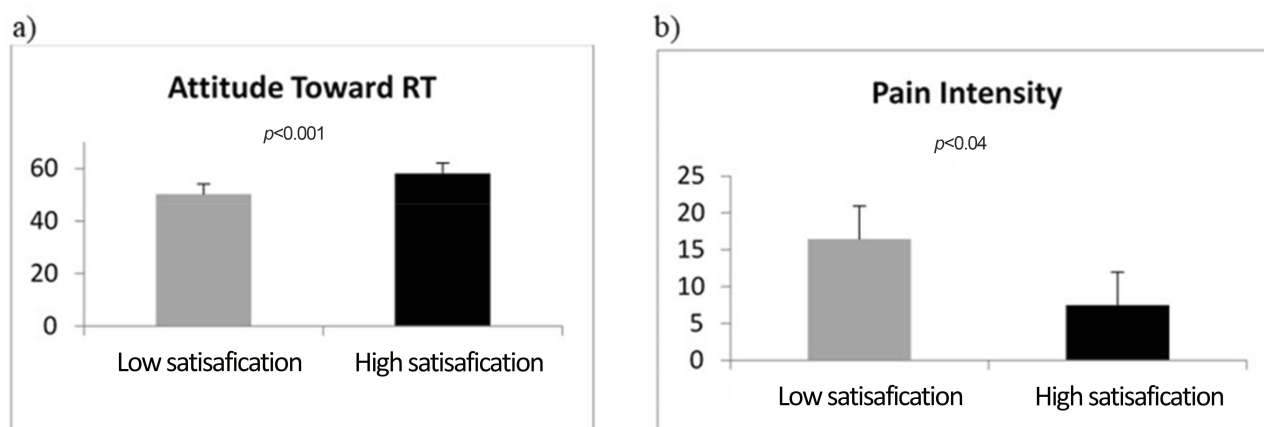 a)
Attitude Toward RT
p<0.001
60
40
20
0
Low satisafication
High satisafication
b)
Pain Intensity
p<0.04
25
20
15
10
5
0
Low satisafication
High satisafication